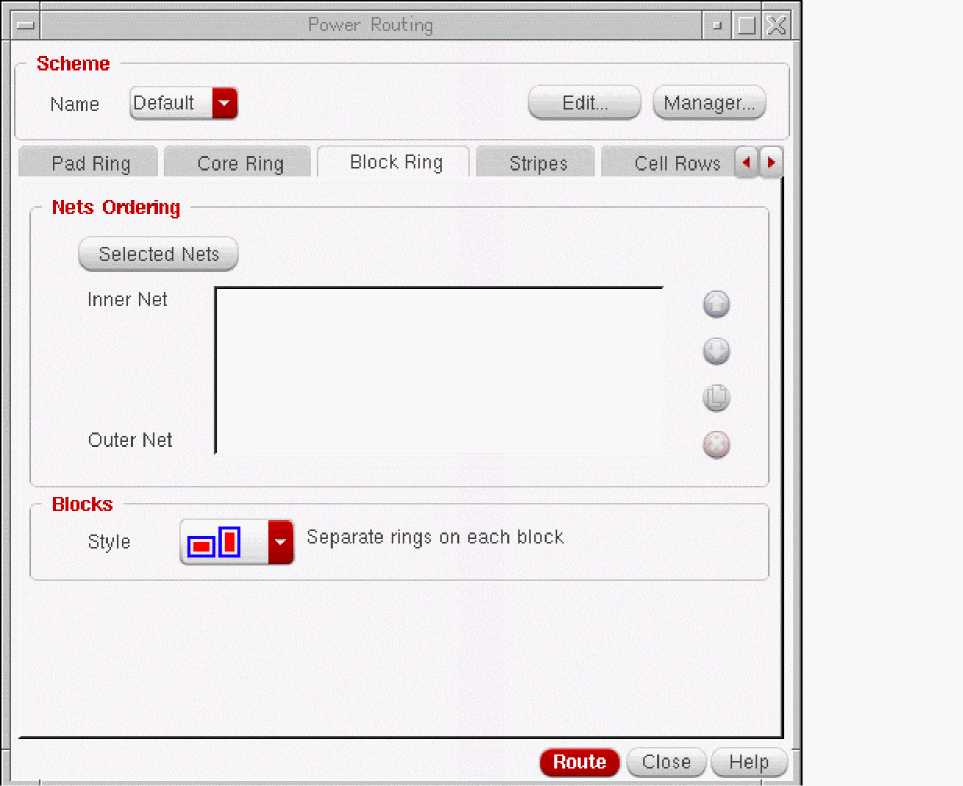 Power Routing
Scheme
Name Default Edit... Manager...
Pad Ring Core Ring Block Ring Stripes Cell Rows
Nets Ordering
Selected Nets
Inner Net
Outer Net
Blocks
Style Separate rings on each block
Route Close Help